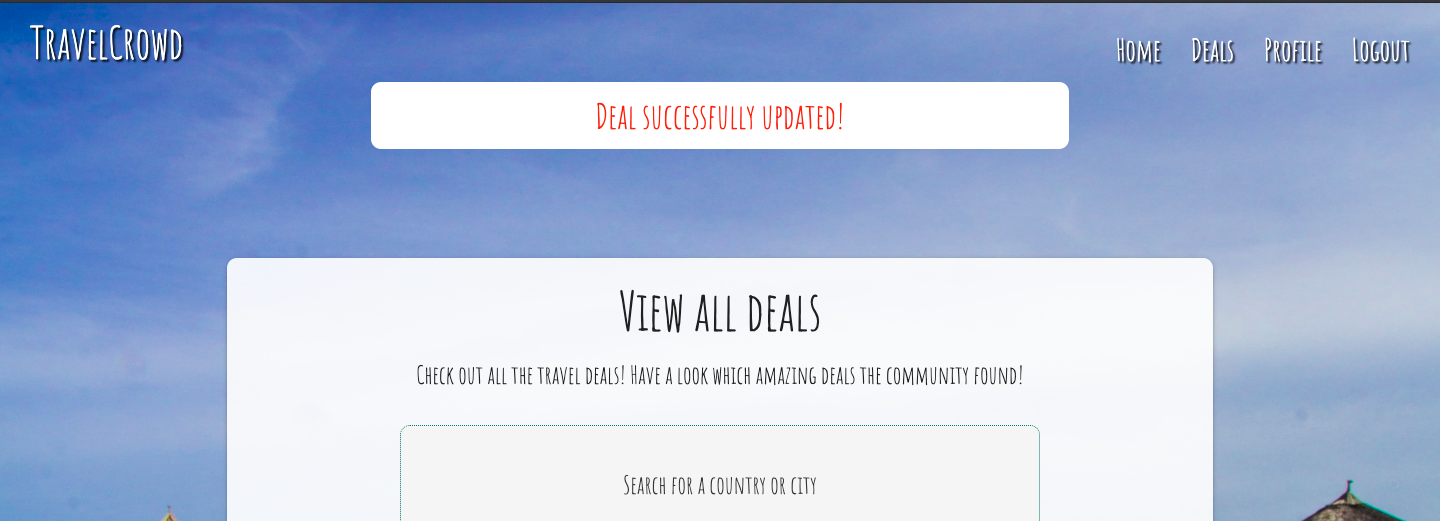 TravelCrowd
Home Deals Profile Logout
Deal successfully updated!
View all deals
Check out all the travel deals! Have a look which amazing deals the community found!
Search for a country or city